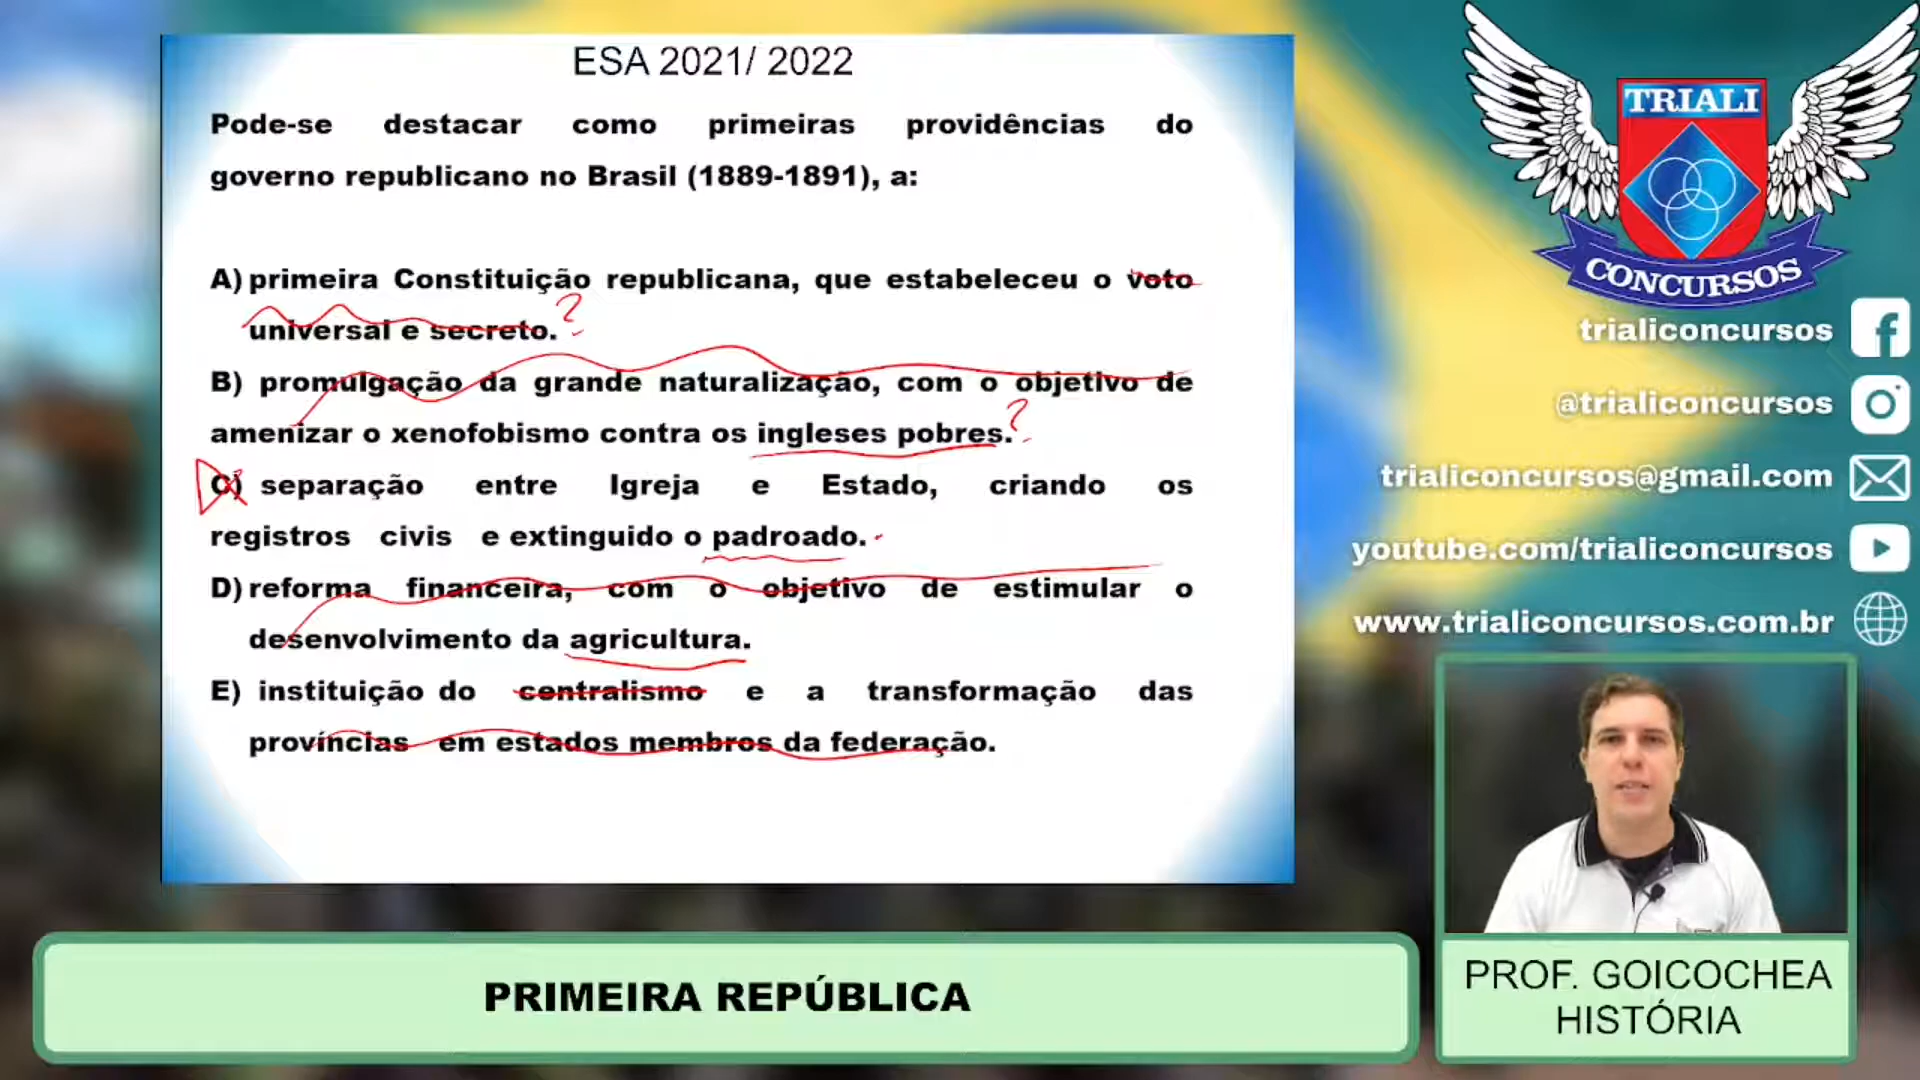 ESA 2021/ 2022
Pode-se destacar como primeiras providências do
governo republicano no Brasil (1889-1891), a:
A) primeira Constituição republicana, que estabeleceu o voto
universal e secreto.
?
B) promulgação da grande naturalização, com o objetivo de
amenizar o xenofobismo contra os ingleses pobres.
?
C) separação entre Igreja e Estado, criando os
registros civis e extinguido o padroado.
D) reforma financeira, com o objetivo de estimular o
desenvolvimento da agricultura.
E) instituição do centralismo e a transformação das
províncias em estados membros da federação.
TRIALI
CONCURSOS
trialiconcursos
@trialiconcursos
trialiconcursos@gmail.com
youtube.com/trialiconcursos
www.trialiconcursos.com.br
PRIMEIRA REPÚBLICA
PROF. GOICOCHEA
HISTÓRIA